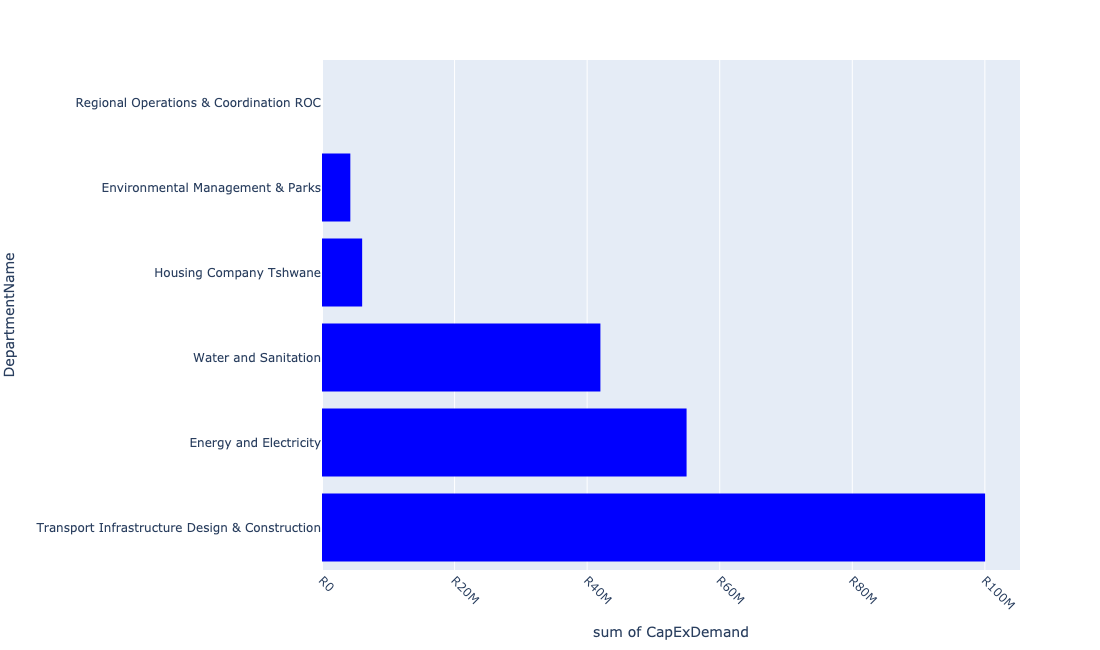 Regional Operations & Coordination ROC
Environmental Management & Parks
Housing Company Tshwane
Water and Sanitation
Energy and Electricity
Transport Infrastructure Design & Construction
DepartmentName
R0
R20M
R40M
R60M
R80M
R100M
sum of CapExDemand